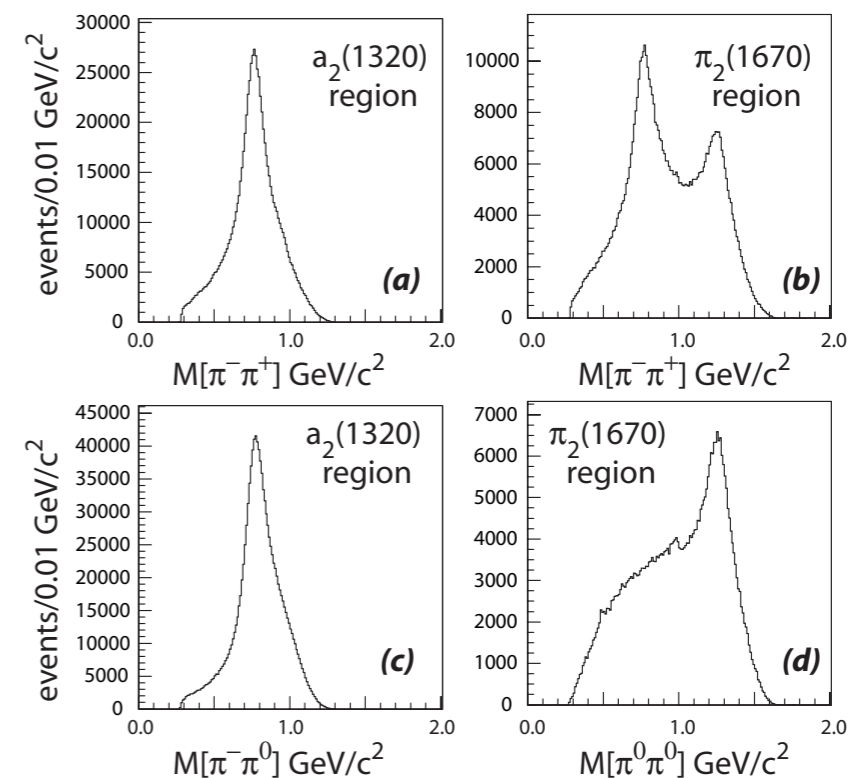 30000
25000
20000
15000
10000
5000
0
events/0.01 GeV/c²
a₂(1320)
region
(a)
0.0 1.0 2.0
M[π⁻π⁺] GeV/c²
10000
8000
6000
4000
2000
0
π₂(1670)
region
(b)
0.0 1.0 2.0
M[π⁻π⁺] GeV/c²
45000
40000
35000
30000
25000
20000
15000
10000
5000
0
events/0.01 GeV/c²
a₂(1320)
region
(c)
0.0 1.0 2.0
M[π⁻π⁰] GeV/c²
7000
6000
5000
4000
3000
2000
1000
0
π₂(1670)
region
(d)
0.0 1.0 2.0
M[π⁰π⁰] GeV/c²